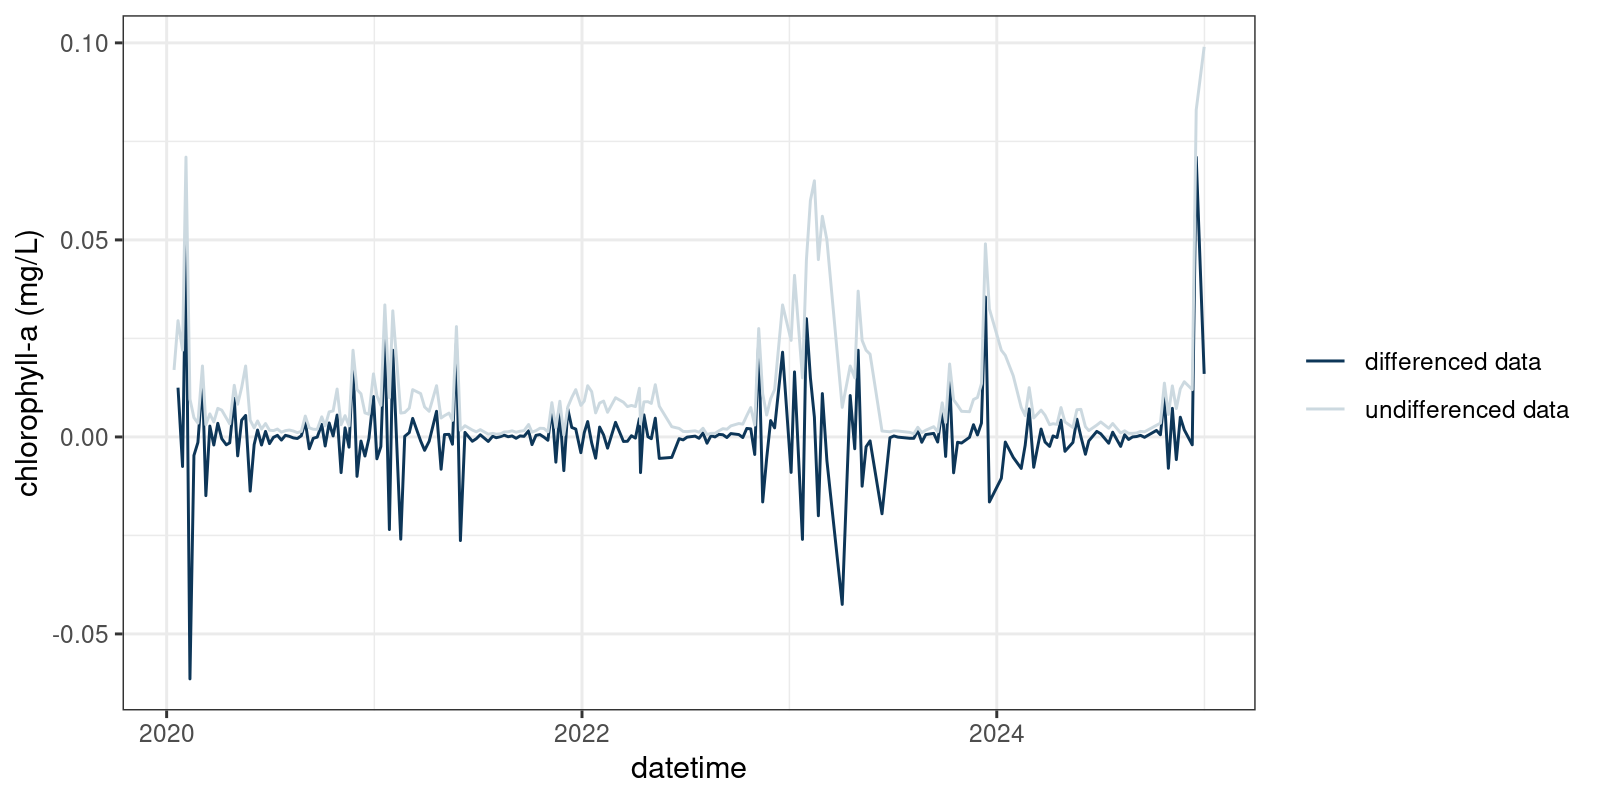 0.10
0.05
0.00
-0.05
chlorophyll-a (mg/L)
2020
2022
2024
datetime
differenced data
undifferenced data